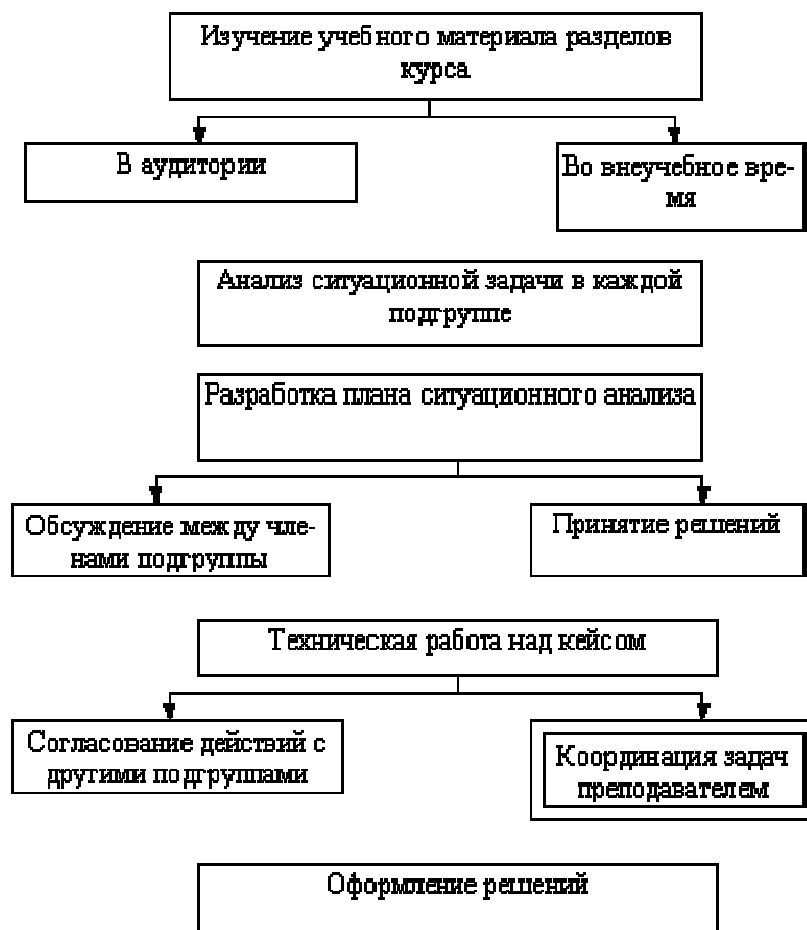 Изучение учебного материала разделов
курса
В аудитории
Во внеучебное вре-
мя
Анализ ситуационной задачи в каждой
подгруппе
Разработка плана ситуационного анализа
Обсуждение между чле-
нами подгруппы
Принятие решений
Техническая работа над кейсом
Согласование действий с
другими подгруппами
Координация задач
преподавателем
Оформление решений